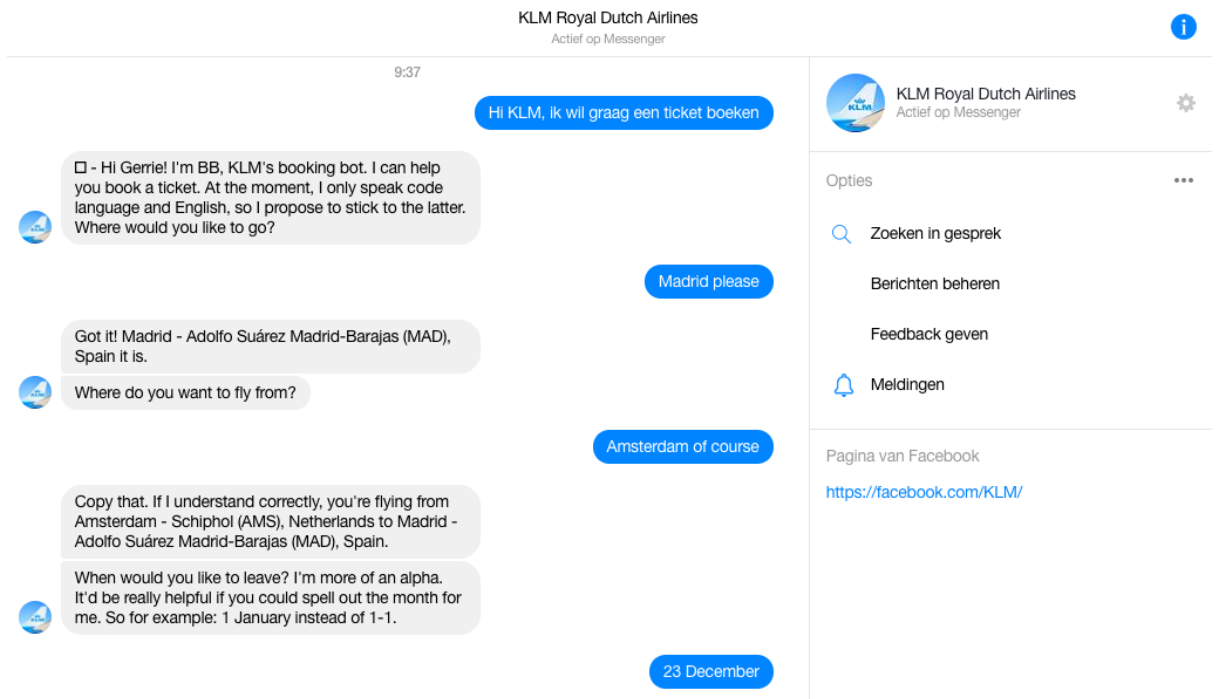 KLM Royal Dutch Airlines
Actief op Messenger
9:37
Hi KLM, ik wil graag een ticket boeken
☐ - Hi Gerrie! I'm BB, KLM's booking bot. I can help
you book a ticket. At the moment, I only speak code
language and English, so I propose to stick to the latter.
Where would you like to go?
Madrid please
Got it! Madrid - Adolfo Suárez Madrid-Barajas (MAD),
Spain it is.
Where do you want to fly from?
Amsterdam of course
Copy that. If I understand correctly, you're flying from
Amsterdam - Schiphol (AMS), Netherlands to Madrid -
Adolfo Suárez Madrid-Barajas (MAD), Spain.
When would you like to leave? I'm more of an alpha.
It'd be really helpful if you could spell out the month for
me. So for example: 1 January instead of 1-1.
23 December
KLM
KLM Royal Dutch Airlines
Actief op Messenger
Opties
Zoeken in gesprek
Berichten beheren
Feedback geven
Meldingen
Pagina van Facebook
https://facebook.com/KLM/